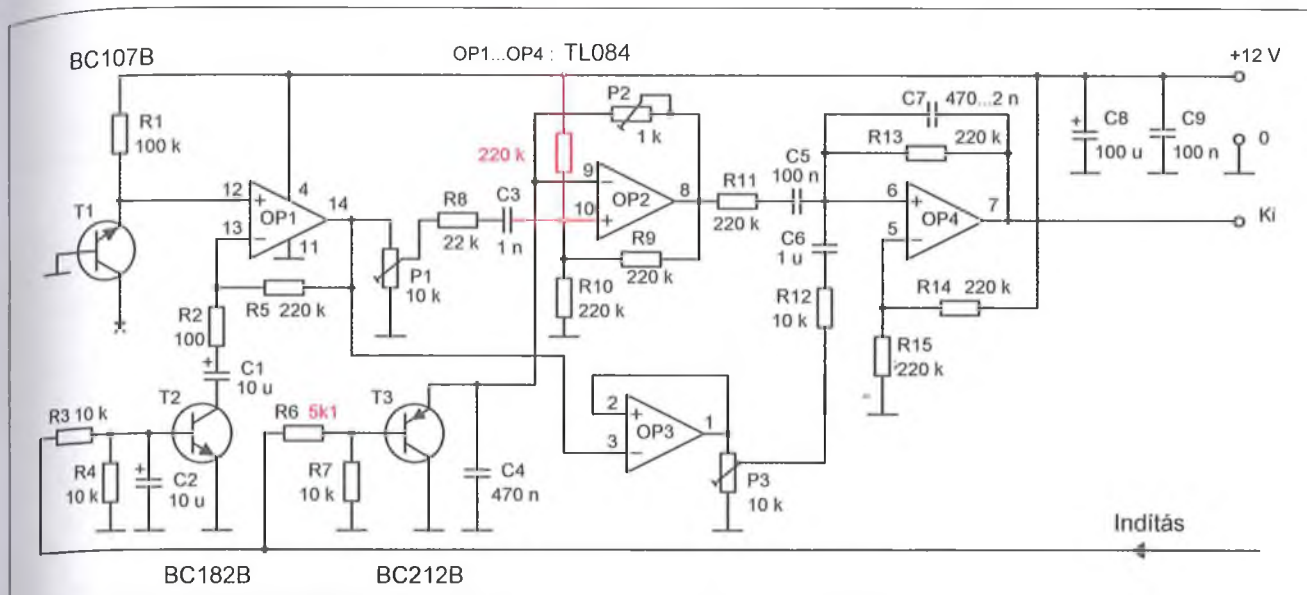 BC107B
OP1...OP4 : TL084
+12 V
R1
100 k
T1
12
+
4
14
OP1
13
−
11
R2
100
R5 220 k
C1
+
10 u
P1
10 k
R8
22 k
C3
1 n
220 k
P2
1 k
9
−
OP2
8
10
+
R9
220 k
R10
220 k
R11
220 k
C5
100 n
C6
1 u
R12
10 k
C7 470...2 n
R13 220 k
6
+
OP4
7
5
−
R14 220 k
R15
220 k
+
C8
100 u
C9
100 n
0
Ki
R3 10 k
R4
10 k
+
C2
10 u
T2
R6 5k1
R7
10 k
T3
C4
470 n
2
+
OP3
1
3
−
P3
10 k
Indítás
BC182B
BC212B